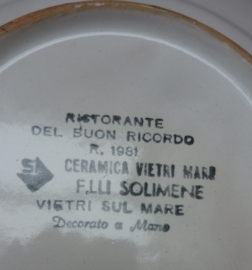 RISTORANTE
DEL BUON RICORDO
R. 1981
CERAMICA VIETRI MARE
F.LLI SOLIMENE
VIETRI SUL MARE
Decorato a Mano